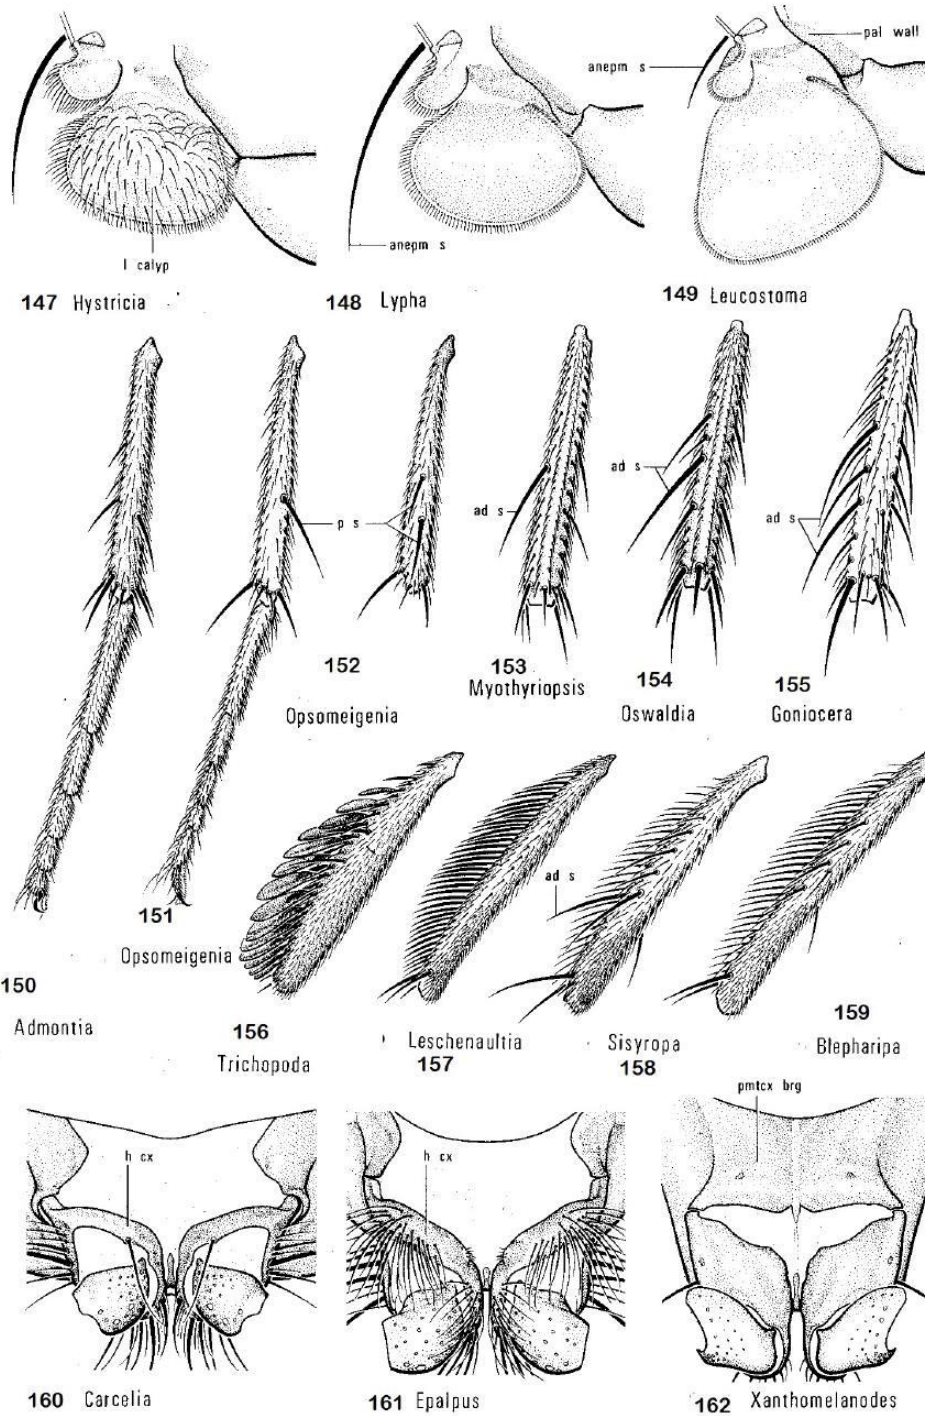 pal wall
anepm s
anepm s
l calyp
147 Hystricia
148 Lypha
149 Leucostoma
ad s
p s
ad s
ad s
152
153
154
155
Opsomeigenia
Myothyriopsis
Oswaldia
Goniocera
ad s
151
Opsomeigenia
150
Admontia
156
Trichopoda
Leschenaultia
157
Sisyropa
158
159
Blepharipa
pmtcx brg
h cx
h cx
160 Carcelia
161 Epalpus
162 Xanthomelanodes